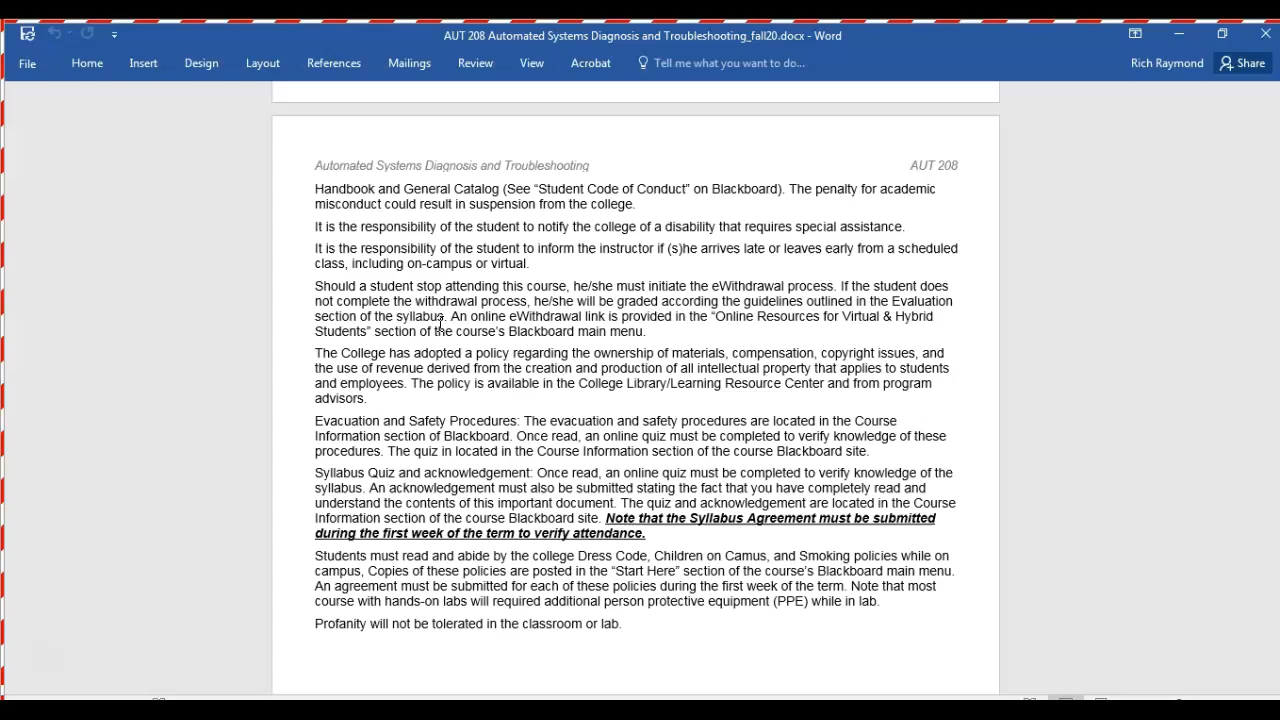 AUT 208 Automated Systems Diagnosis and Troubleshooting_fall20.docx - Word
File Home Insert Design Layout References Mailings Review View Acrobat Tell me what you want to do... Rich Raymond Share
Automated Systems Diagnosis and Troubleshooting AUT 208
Handbook and General Catalog (See “Student Code of Conduct” on Blackboard). The penalty for academic
misconduct could result in suspension from the college.
It is the responsibility of the student to notify the college of a disability that requires special assistance.
It is the responsibility of the student to inform the instructor if (s)he arrives late or leaves early from a scheduled
class, including on-campus or virtual.
Should a student stop attending this course, he/she must initiate the eWithdrawal process. If the student does
not complete the withdrawal process, he/she will be graded according the guidelines outlined in the Evaluation
section of the syllabus. An online eWithdrawal link is provided in the “Online Resources for Virtual & Hybrid
Students” section of the course’s Blackboard main menu.
The College has adopted a policy regarding the ownership of materials, compensation, copyright issues, and
the use of revenue derived from the creation and production of all intellectual property that applies to students
and employees. The policy is available in the College Library/Learning Resource Center and from program
advisors.
Evacuation and Safety Procedures: The evacuation and safety procedures are located in the Course
Information section of Blackboard. Once read, an online quiz must be completed to verify knowledge of these
procedures. The quiz in located in the Course Information section of the course Blackboard site.
Syllabus Quiz and acknowledgement: Once read, an online quiz must be completed to verify knowledge of the
syllabus. An acknowledgement must also be submitted stating the fact that you have completely read and
understand the contents of this important document. The quiz and acknowledgement are located in the Course
Information section of the course Blackboard site. Note that the Syllabus Agreement must be submitted
during the first week of the term to verify attendance.
Students must read and abide by the college Dress Code, Children on Camus, and Smoking policies while on
campus, Copies of these policies are posted in the “Start Here” section of the course’s Blackboard main menu.
An agreement must be submitted for each of these policies during the first week of the term. Note that most
course with hands-on labs will required additional person protective equipment (PPE) while in lab.
Profanity will not be tolerated in the classroom or lab.